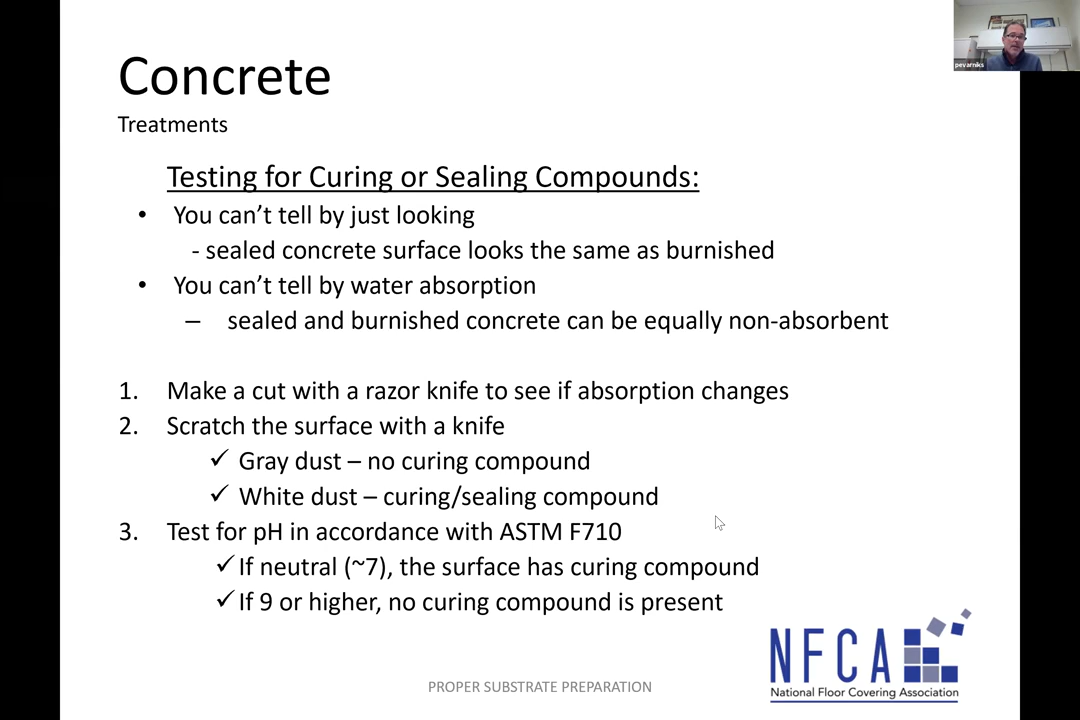 Concrete
Treatments
Testing for Curing or Sealing Compounds:
• You can’t tell by just looking
- sealed concrete surface looks the same as burnished
• You can’t tell by water absorption
– sealed and burnished concrete can be equally non-absorbent
1. Make a cut with a razor knife to see if absorption changes
2. Scratch the surface with a knife
✓ Gray dust – no curing compound
✓ White dust – curing/sealing compound
3. Test for pH in accordance with ASTM F710
✓ If neutral (~7), the surface has curing compound
✓ If 9 or higher, no curing compound is present
PROPER SUBSTRATE PREPARATION
NFCA
National Floor Covering Association
pevarniks